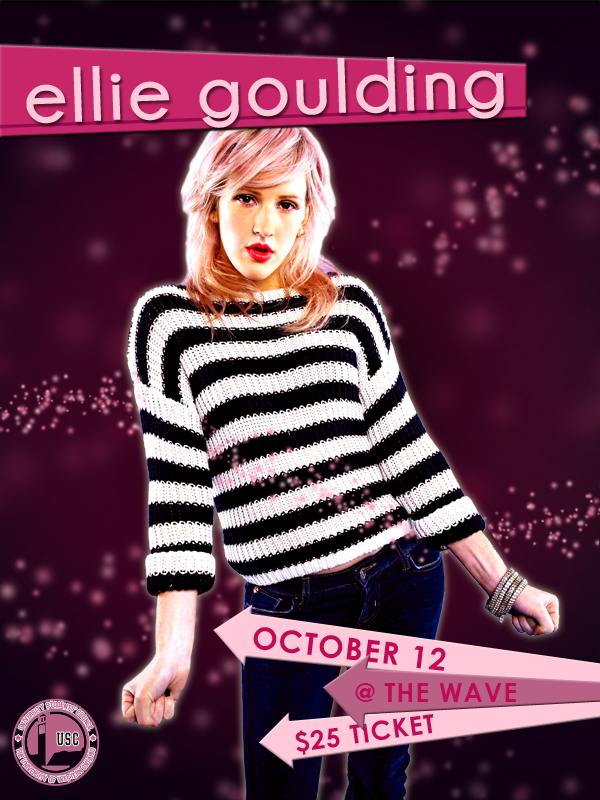 ellie goulding
OCTOBER 12
@ THE WAVE
$25 TICKET
USC